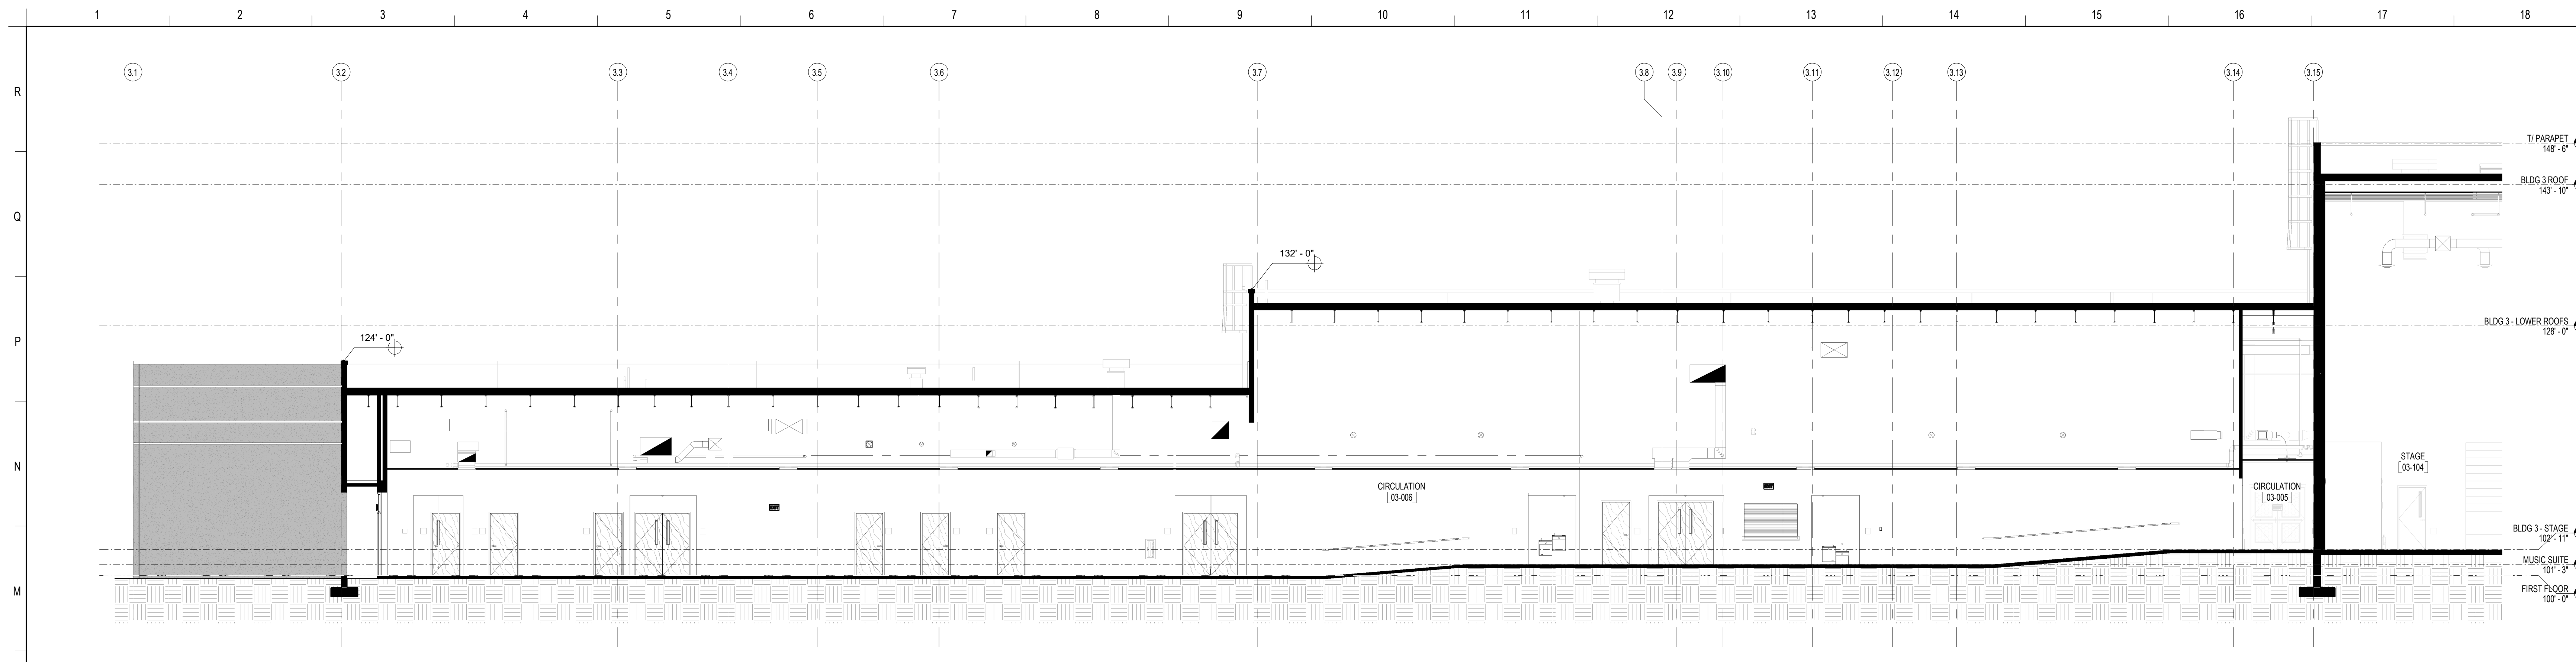 1 2 3 4 5 6 7 8 9 10 11 12 13 14 15 16 17 18
3.1 3.2 3.3 3.4 3.5 3.6 3.7 3.8 3.9 3.10 3.11 3.12 3.13 3.14 3.15
R
T/ PARAPET
148' - 6"
BLDG 3 ROOF
143' - 10"
Q
132' - 0"
BLDG 3 - LOWER ROOFS
128' - 0"
P
124' - 0"
N
STAGE
03-104
CIRCULATION
03-006
CIRCULATION
03-005
EXIT
EXIT
BLDG 3 - STAGE
102' - 11"
MUSIC SUITE
101' - 3"
M
FIRST FLOOR
100' - 0"